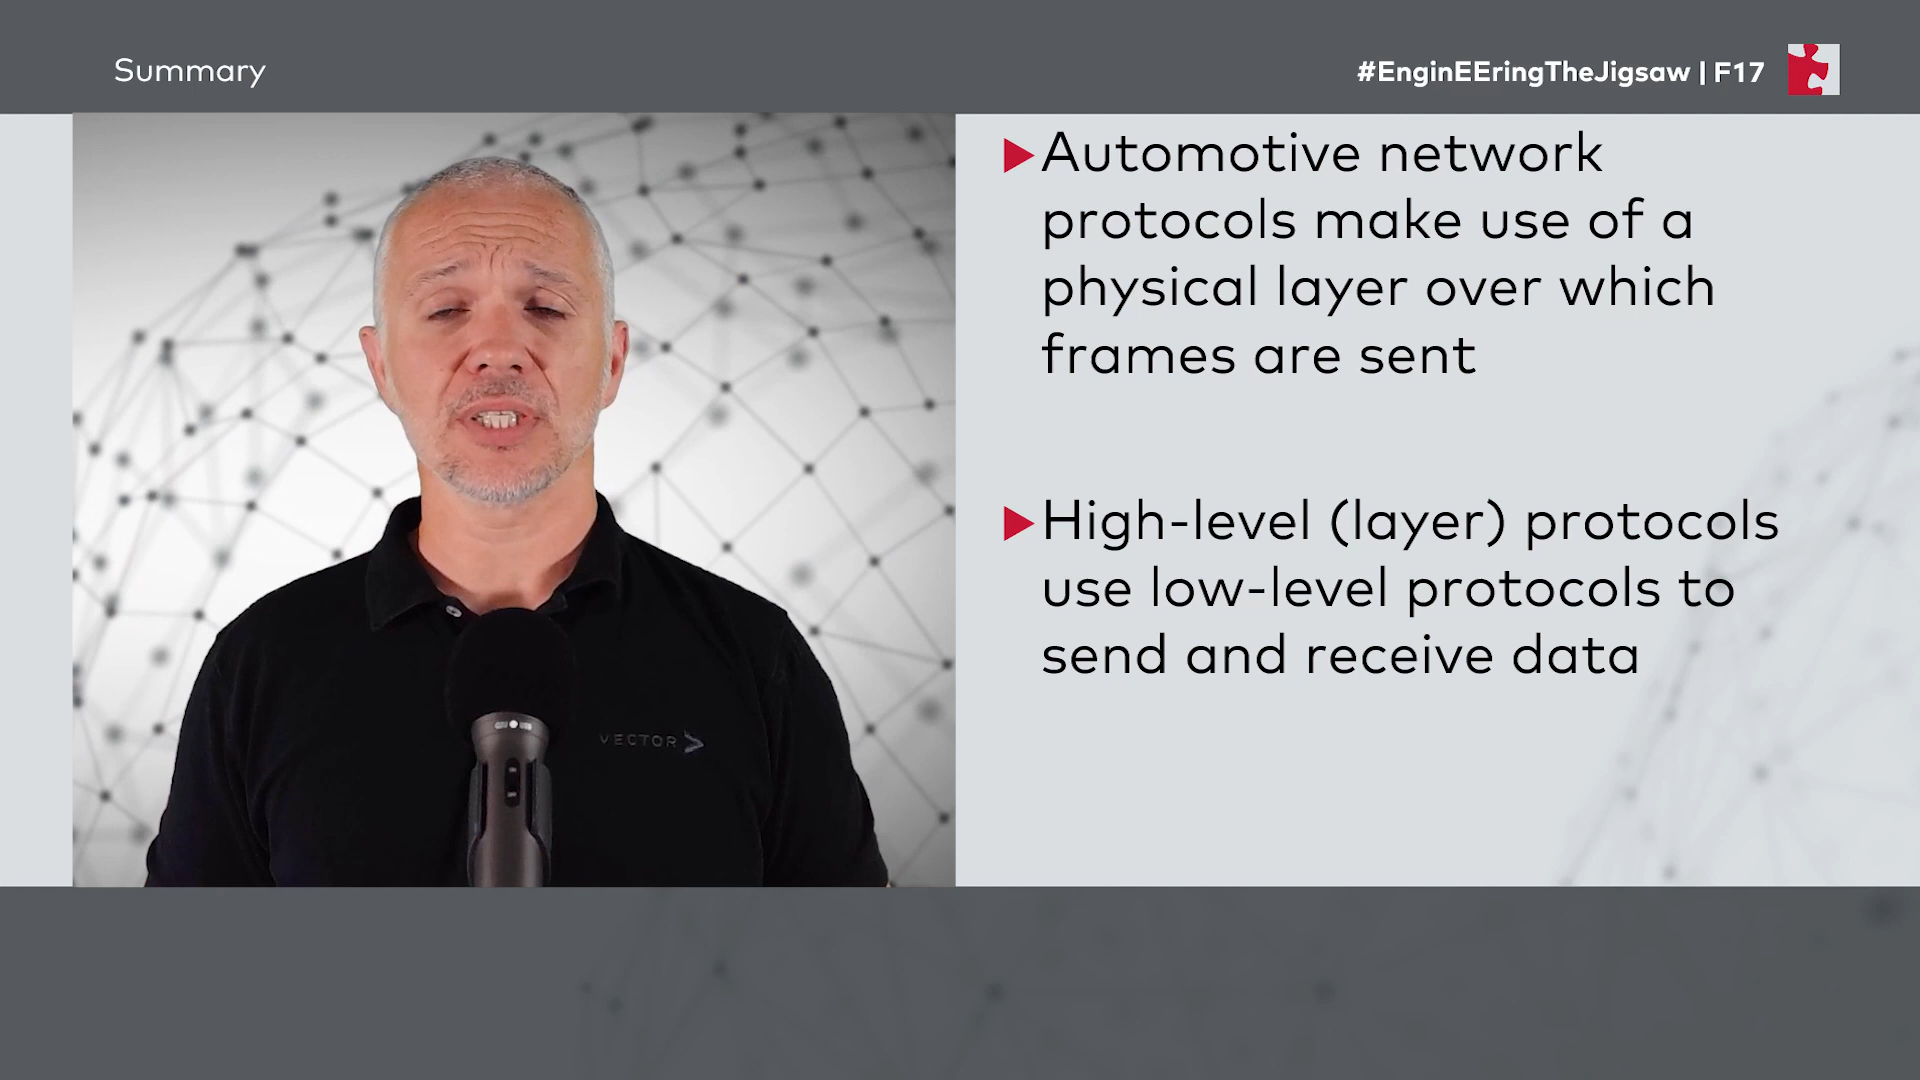 Summary
#EnginEEringTheJigsaw | F17
Automotive network
protocols make use of a
physical layer over which
frames are sent
High-level (layer) protocols
use low-level protocols to
send and receive data
VECTOR